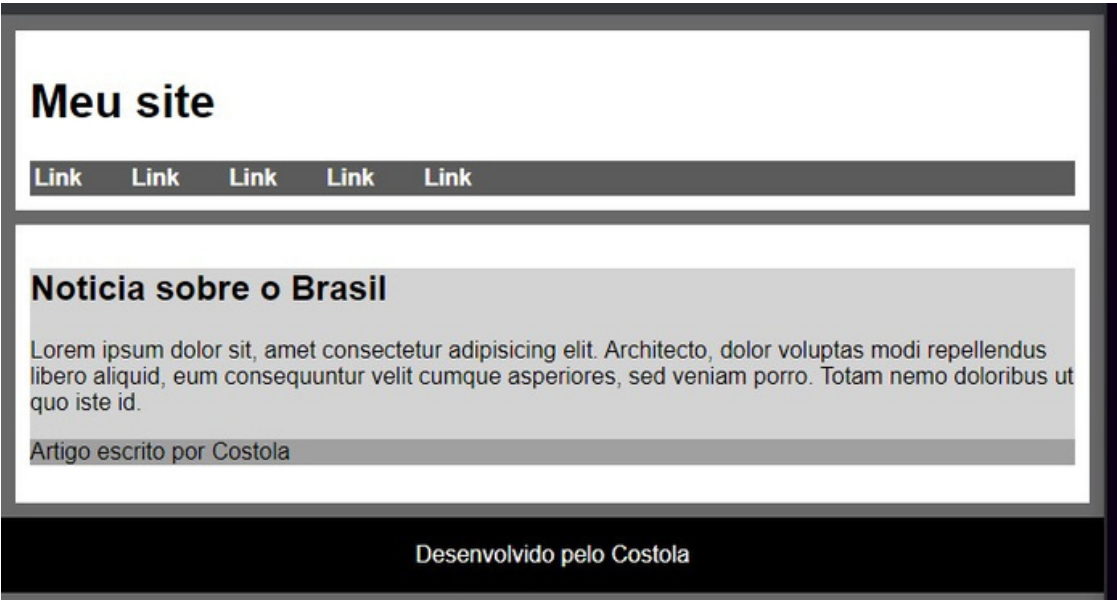 Meu site
Link Link Link Link Link
Noticia sobre o Brasil
Lorem ipsum dolor sit, amet consectetur adipisicing elit. Architecto, dolor voluptas modi repellendus
libero aliquid, eum consequuntur velit cumque asperiores, sed veniam porro. Totam nemo doloribus ut
quo iste id.
Artigo escrito por Costola
Desenvolvido pelo Costola